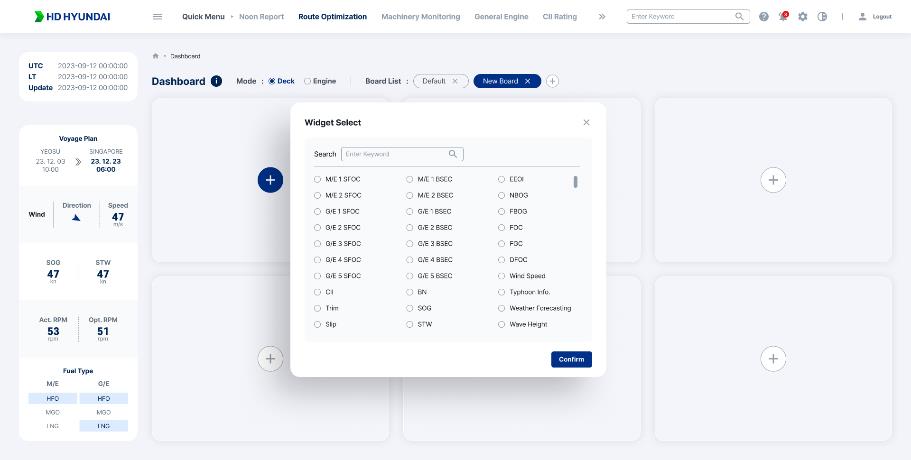 HD HYUNDAI
Quick Menu
Noon Report
Route Optimization
Machinery Monitoring
General Engine
CII Rating
Enter Keyword
Logout
UTC 2023-09-12 00:00:00
LT 2023-09-12 00:00:00
Update 2023-09-12 00:00:00
Dashboard
Dashboard
Mode : Deck Engine
Board List : Default New Board
Voyage Plan
YEOSU SINGAPORE
23. 12. 03 23. 12. 23
10:00 06:00
Wind Direction Speed
47
m/s
SOG STW
47 47
kn kn
Act. RPM Opt. RPM
53 51
rpm rpm
Fuel Type
M/E G/E
HFO HFO
MGO MGO
LNG LNG
Widget Select
Search Enter Keyword
M/E 1 SFOC M/E 1 BSEC EEOI
M/E 2 SFOC M/E 2 BSEC NBOG
G/E 1 SFOC G/E 1 BSEC FBOG
G/E 2 SFOC G/E 2 BSEC FOC
G/E 3 SFOC G/E 3 BSEC FGC
G/E 4 SFOC G/E 4 BSEC DFOC
G/E 5 SFOC G/E 5 BSEC Wind Speed
CII BN Typhoon Info.
Trim SOG Weather Forecasting
Slip STW Wave Height
Confirm